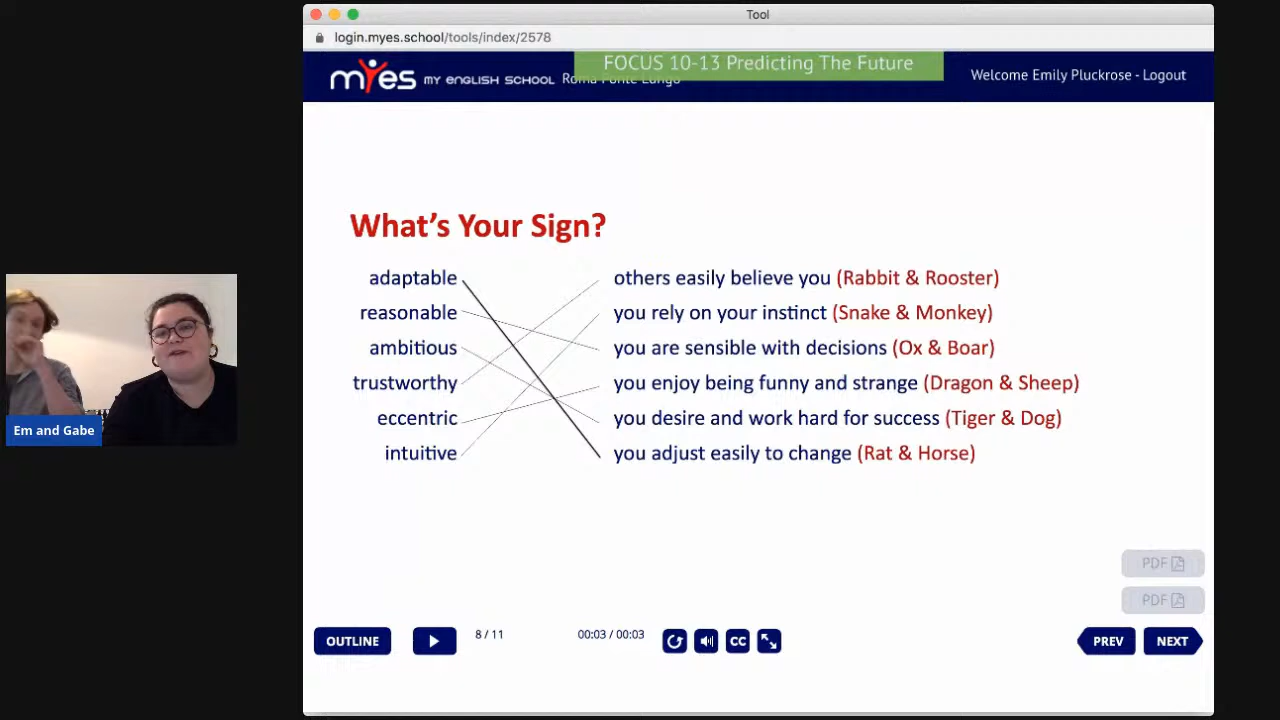 Tool
login.myes.school/tools/index/2578
FOCUS 10-13 Predicting The Future
myes MY ENGLISH SCHOOL Roma Ponte Lungo
Welcome Emily Pluckrose - Logout
What's Your Sign?
adaptable others easily believe you (Rabbit & Rooster)
reasonable you rely on your instinct (Snake & Monkey)
ambitious you are sensible with decisions (Ox & Boar)
trustworthy you enjoy being funny and strange (Dragon & Sheep)
eccentric you desire and work hard for success (Tiger & Dog)
intuitive you adjust easily to change (Rat & Horse)
Em and Gabe
PDF
PDF
OUTLINE 8 / 11 00:03 / 00:03 CC PREV NEXT